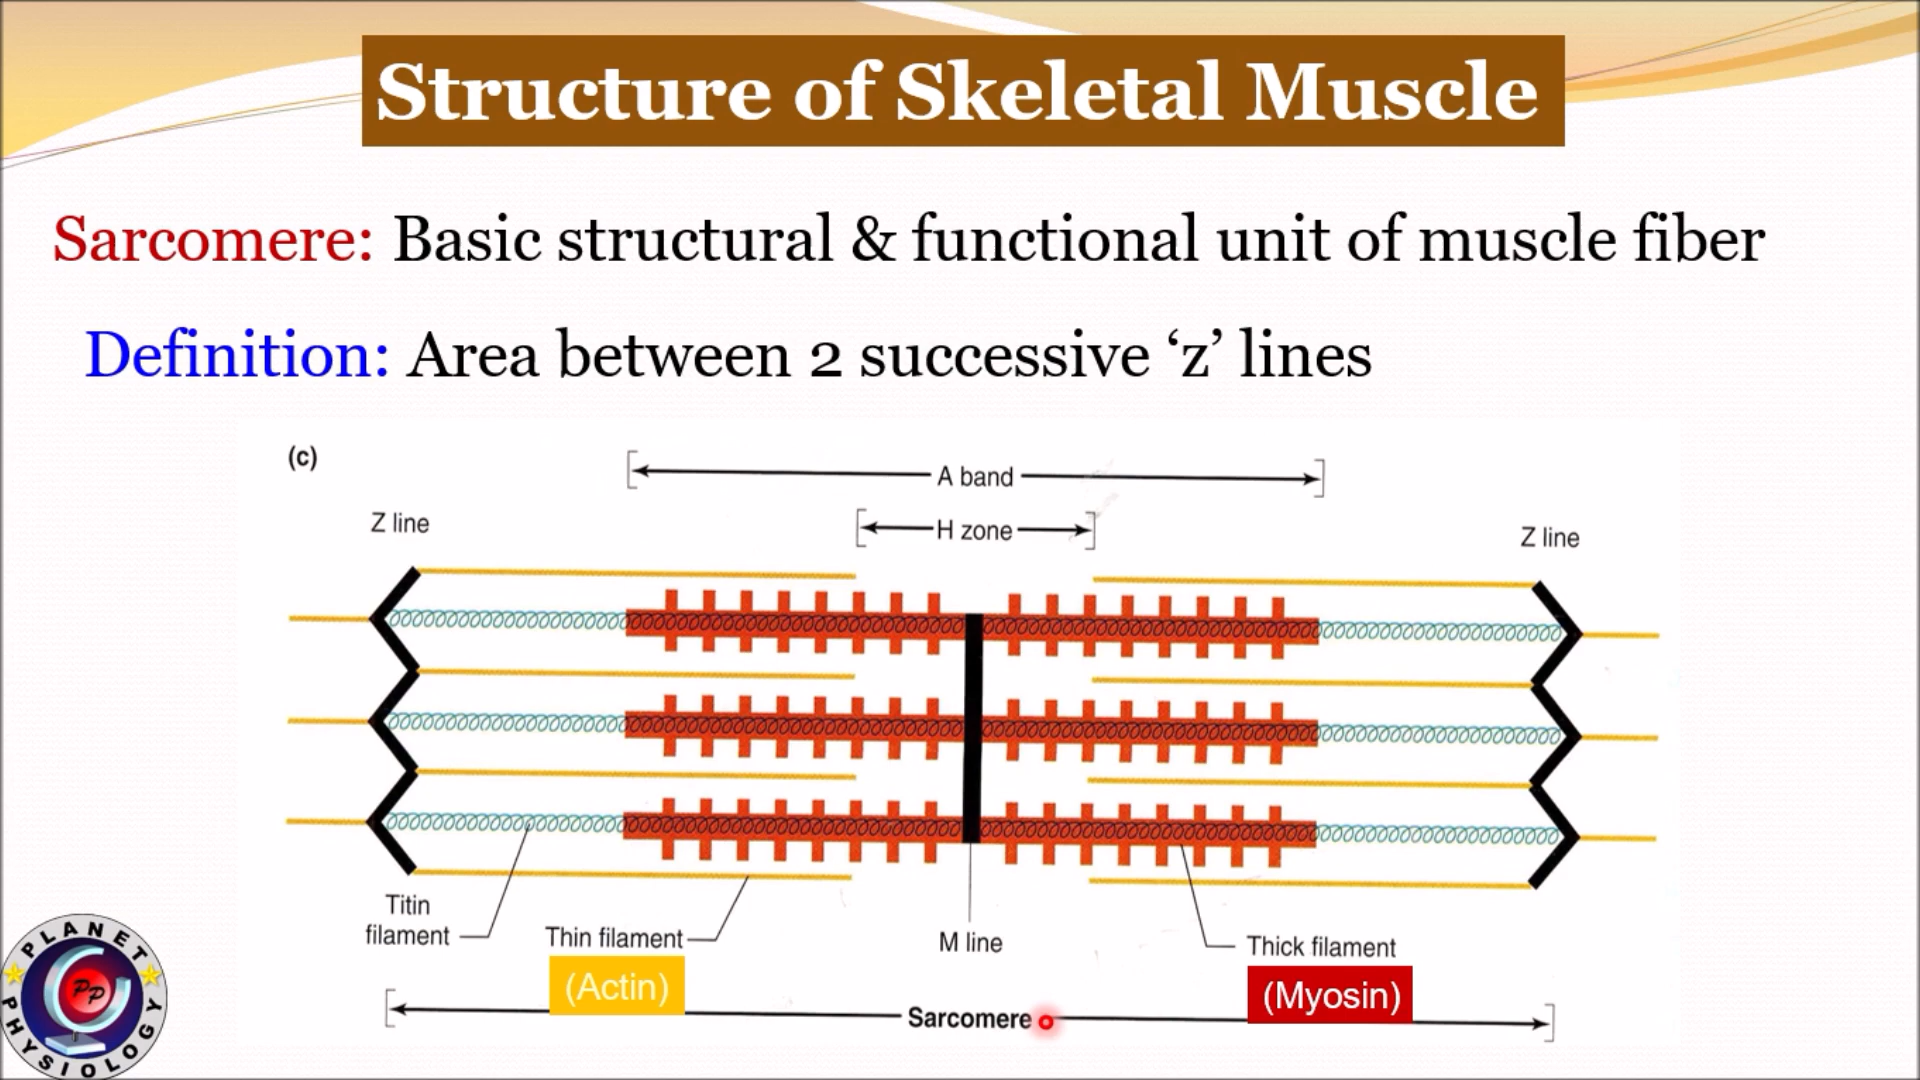 Structure of Skeletal Muscle
Sarcomere: Basic structural & functional unit of muscle fiber
Definition: Area between 2 successive ‘z’ lines
(c)
A band
Z line
H zone
Z line
Titin
filament
Thin filament
M line
Thick filament
(Actin)
(Myosin)
Sarcomere
PLANET
PP
PHYSIOLOGY